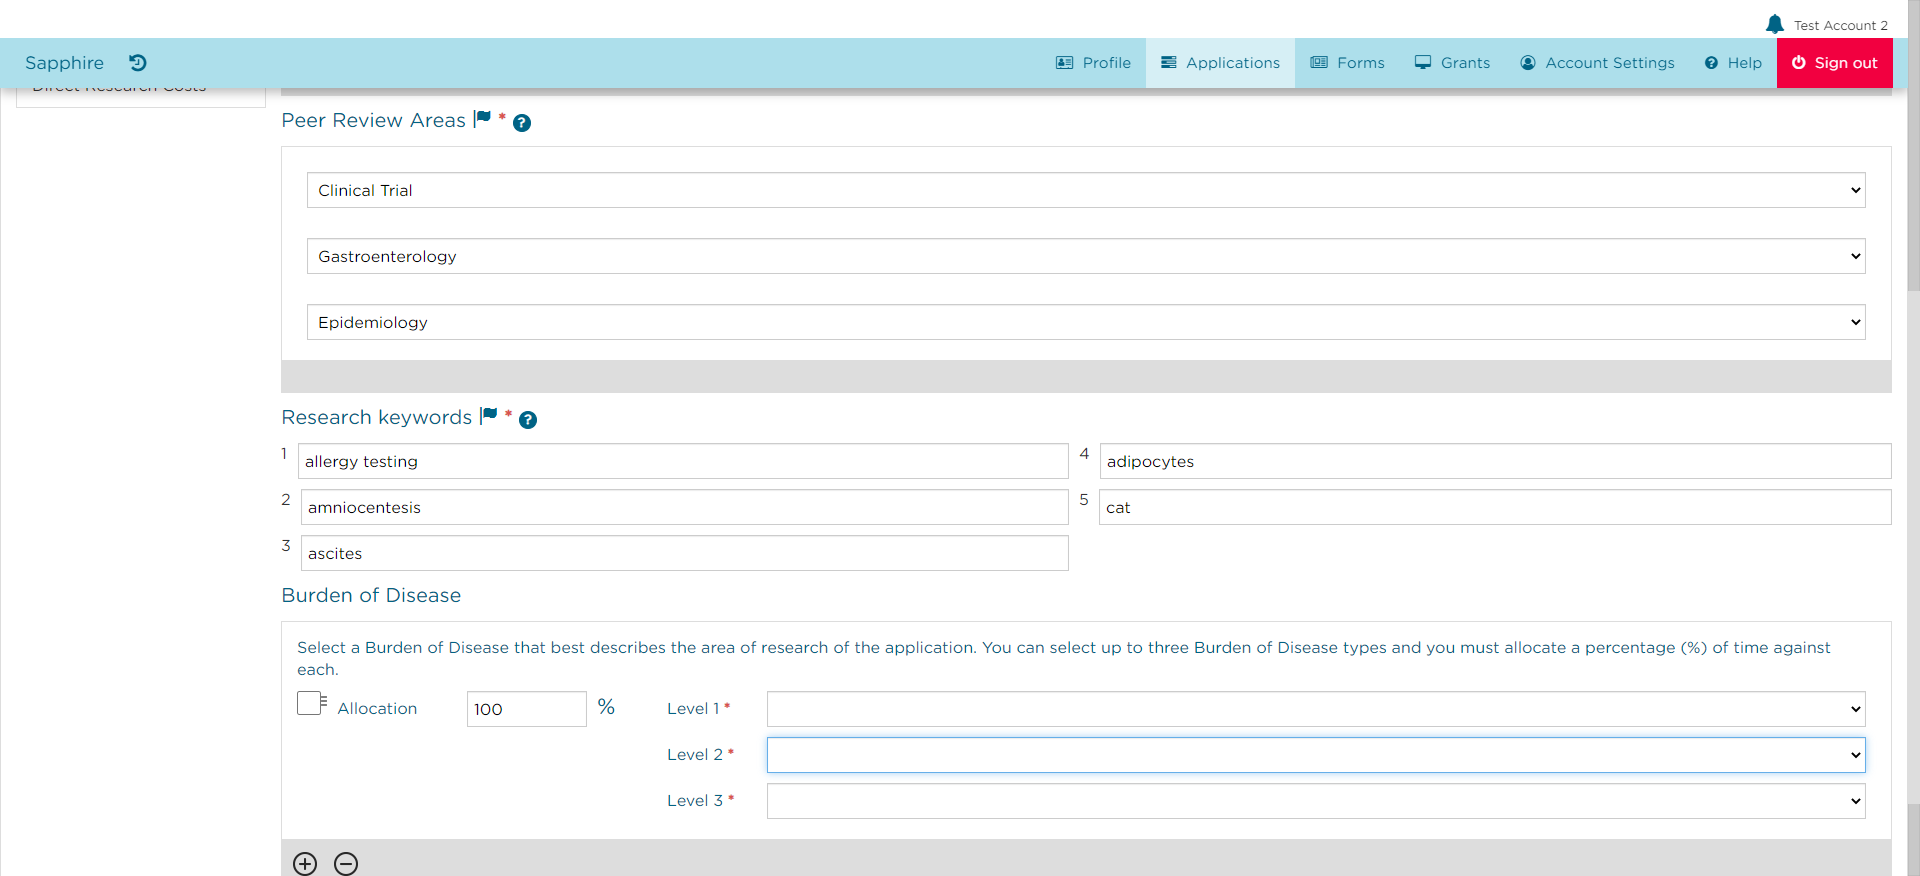 Test Account 2
Sapphire
Profile
Applications
Forms
Grants
Account Settings
Help
Sign out
Direct Research Costs
Peer Review Areas * ?
Clinical Trial
Gastroenterology
Epidemiology
Research keywords * ?
1 allergy testing
4 adipocytes
2 amniocentesis
5 cat
3 ascites
Burden of Disease
Select a Burden of Disease that best describes the area of research of the application. You can select up to three Burden of Disease types and you must allocate a percentage (%) of time against
each.
Allocation 100 % Level 1 *
Level 2 *
Level 3 *